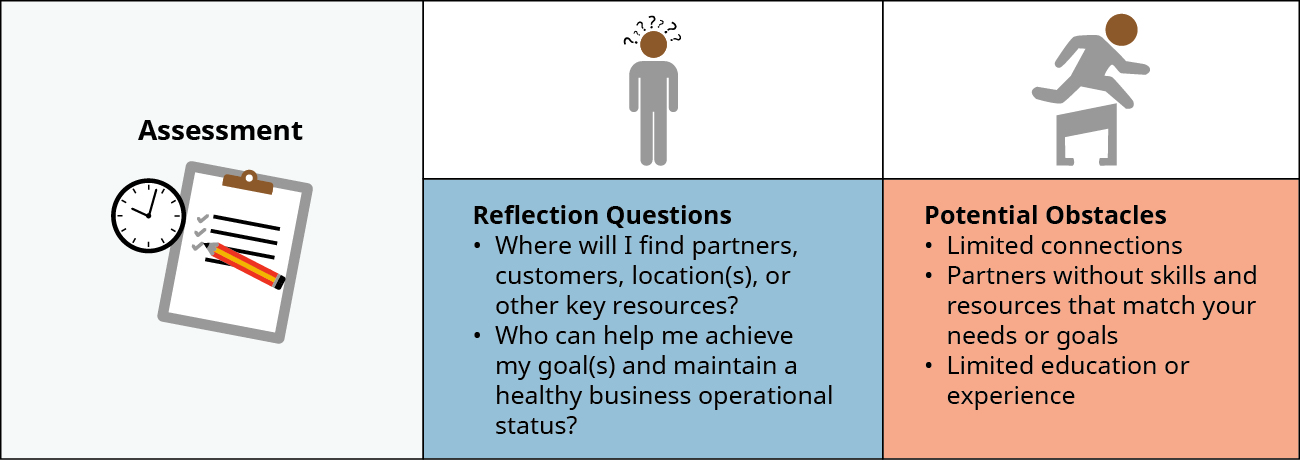 Assessment
? ? ? ? ? ? ?
Reflection Questions
• Where will I find partners,
customers, location(s), or
other key resources?
• Who can help me achieve
my goal(s) and maintain a
healthy business operational
status?
Potential Obstacles
• Limited connections
• Partners without skills and
resources that match your
needs or goals
• Limited education or
experience